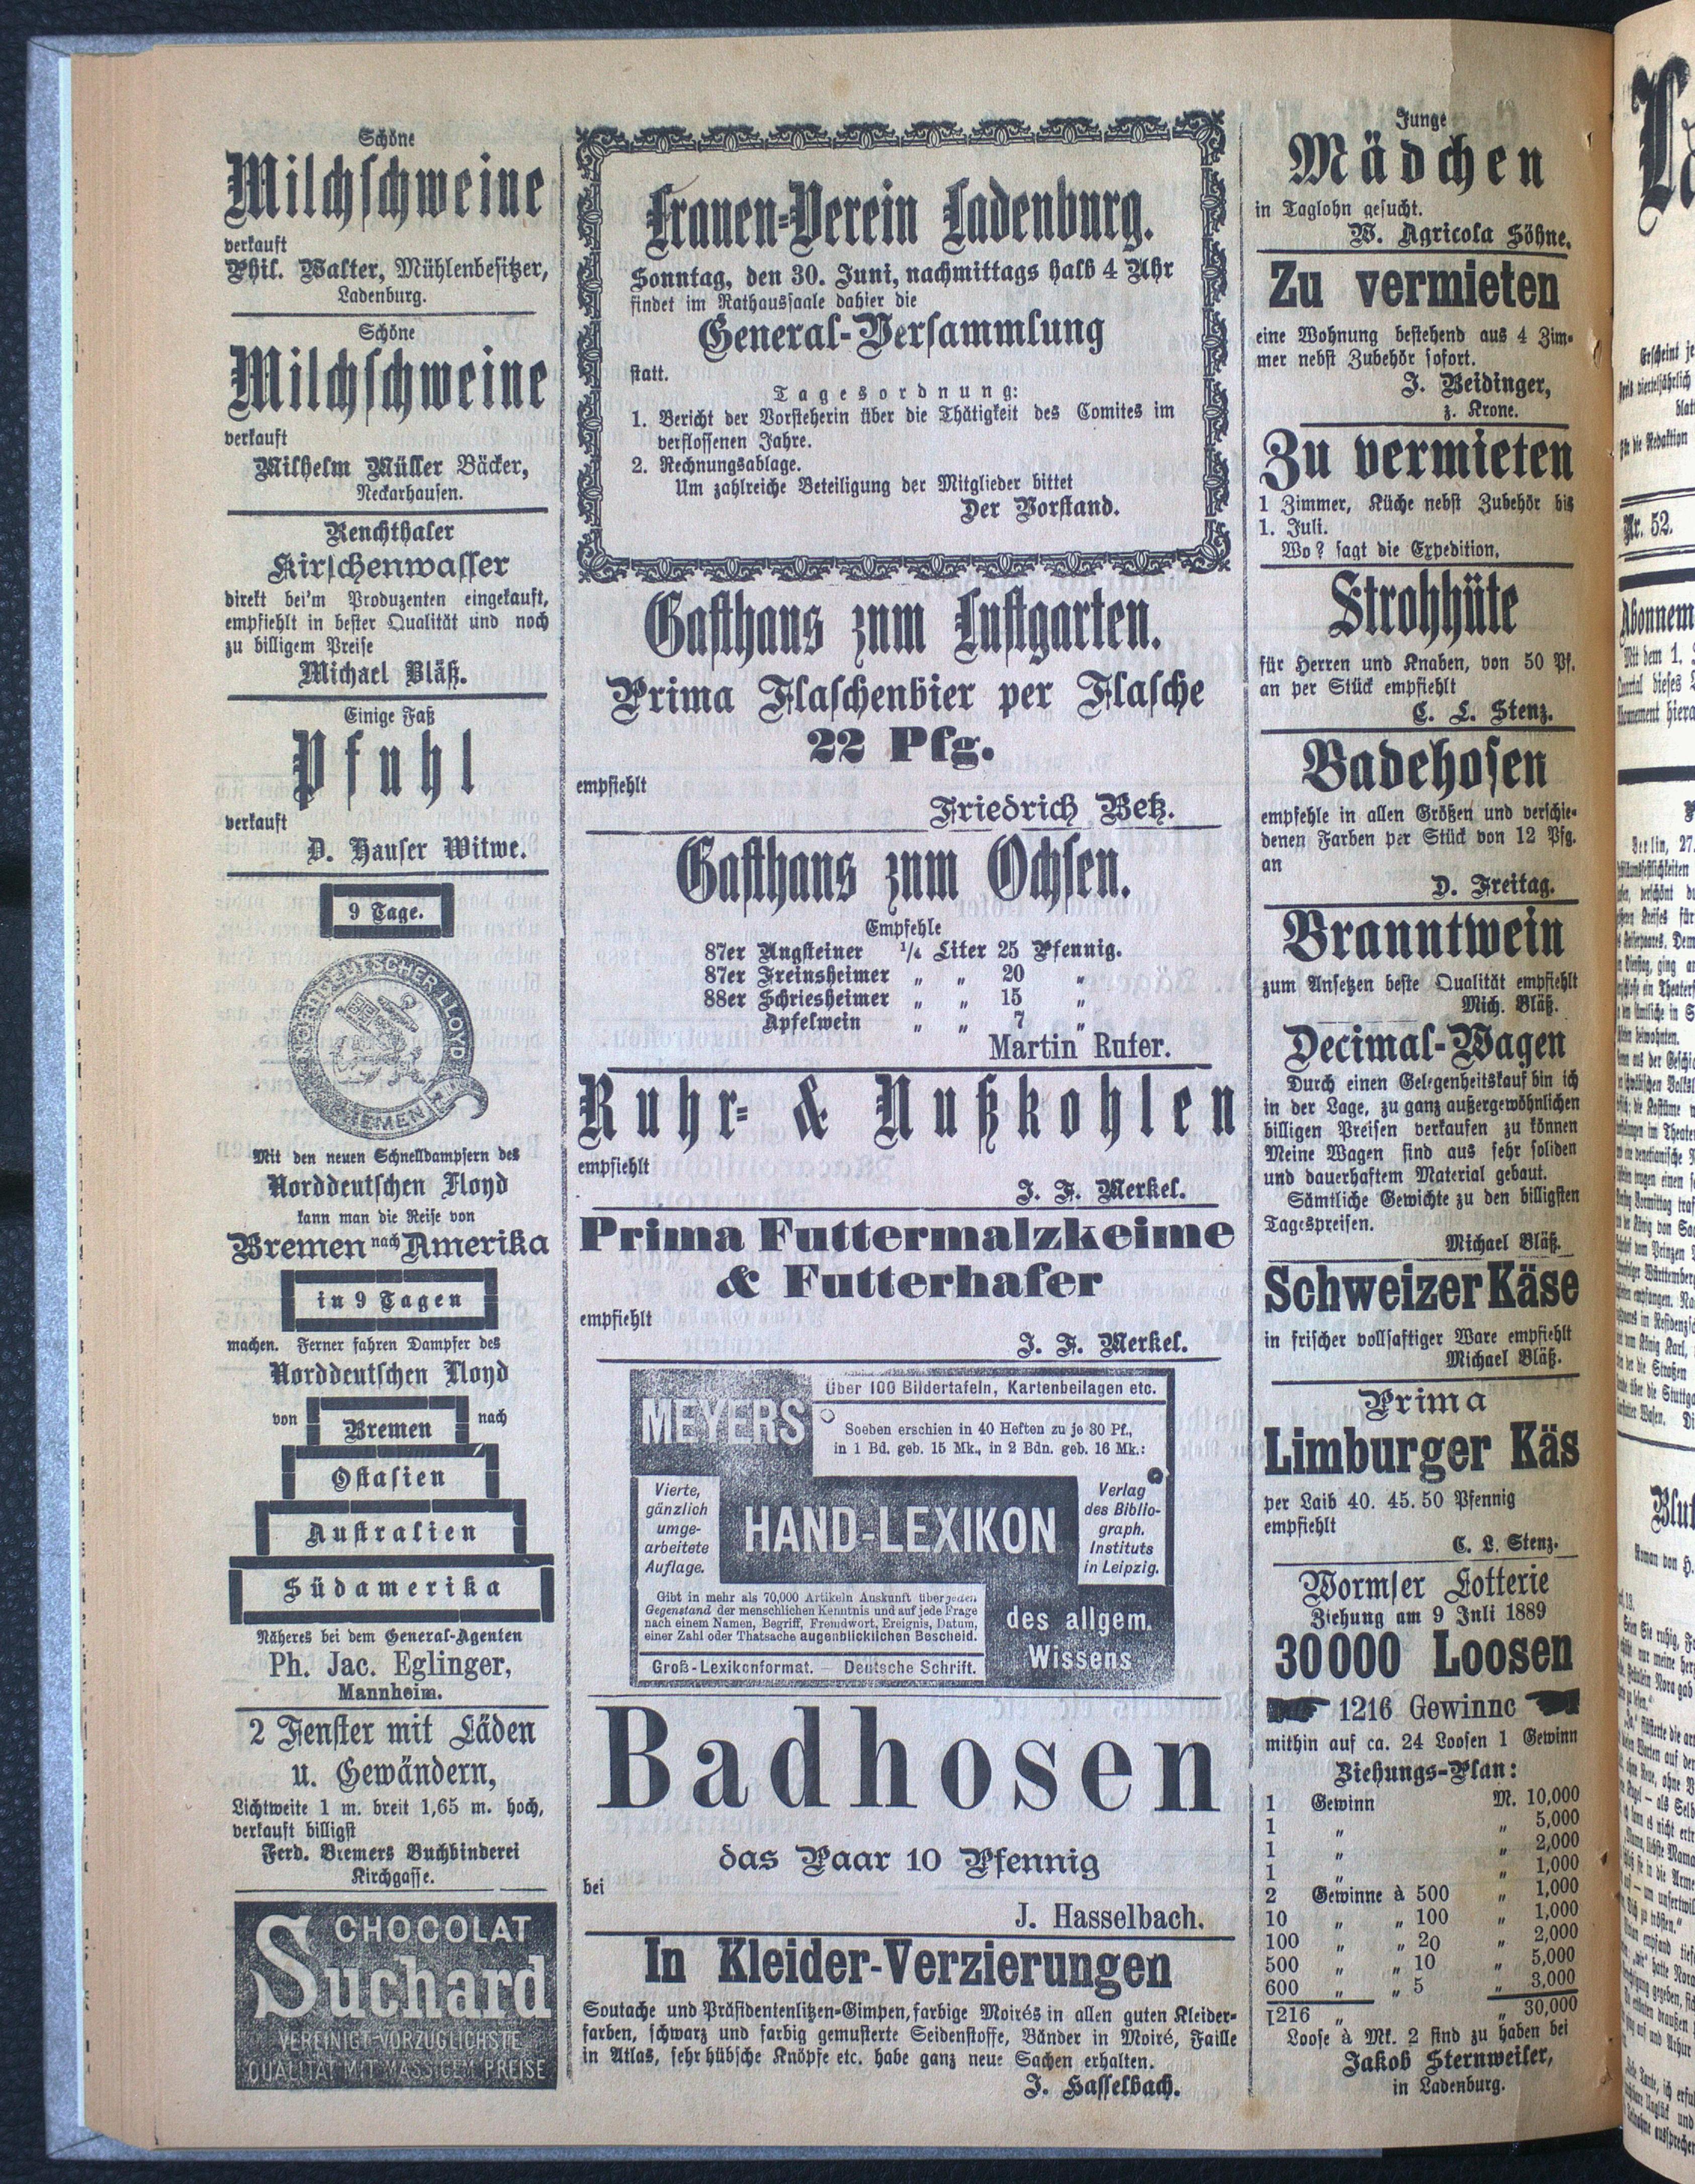 Schöne
Milchschweine
verkauft
Phil. Walter, Mühlenbesitzer,
Ladenburg.
Schöne
Milchschweine
verkauft
Wilhelm Müller Bäcker,
Neckarhausen.
Renchthaler
Kirschenwasser
direkt bei'm Produzenten eingekauft,
empfiehlt in bester Qualität und noch
zu billigem Preise
Michael Bläß.
Einige Faß
Pfuhl
verkauft
D. Hauser Witwe.
9 Tage.
NORDDEUTSCHER LLOYD
BREMEN
Mit den neuen Schnelldampfern des
Norddeutschen Lloyd
kann man die Reise von
Bremen nach Amerika
in 9 Tagen
machen. Ferner fahren Dampfer des
Norddeutschen Lloyd
von Bremen nach
Ostasien
Australien
Südamerika
Näheres bei dem General-Agenten
Ph. Jac. Eglinger,
Mannheim.
2 Fenster mit Läden
u. Gewändern,
Lichtweite 1 m. breit 1,65 m. hoch,
verkauft billigst
Ferd. Bremers Buchbinderei
Kirchgasse.
CHOCOLAT
Suchard
VEREINIGT VORZÜGLICHSTE
QUALITÄT MIT MÄSSIGEM PREISE
Frauen-Verein Ladenburg.
Sonntag, den 30. Juni, nachmittags halb 4 Uhr
findet im Rathaussaale dahier die
General-Versammlung
statt.
Tagesordnung:
1. Bericht der Vorsteherin über die Thätigkeit des Comites im
verflossenen Jahre.
2. Rechnungsablage.
Um zahlreiche Beteiligung der Mitglieder bittet
Der Vorstand.
Gasthaus zum Lustgarten.
Prima Flaschenbier per Flasche
22 Pfg.
empfiehlt
Friedrich Betz.
Gasthaus zum Ochsen.
Empfehle
87er Ungsteiner 1/4 Liter 25 Pfennig.
87er Freinsheimer „ „ 20 „
88er Schriesheimer „ „ 15 „
Apfelwein „ „ 7 „
Martin Rufer.
Ruhr- & Nußkohlen
empfiehlt
J. F. Merkel.
Prima Futtermalzkeime
& Futterhafer
empfiehlt
J. F. Merkel.
Über 100 Bildertafeln, Kartenbeilagen etc.
MEYERS
Soeben erschien in 40 Heften zu je 30 Pf.,
in 1 Bd. geb. 15 Mk., in 2 Bdn. geb. 16 Mk.:
Vierte,
gänzlich
umge-
arbeitete
Auflage.
HAND-LEXIKON
Verlag
des Biblio-
graph.
Instituts
in Leipzig.
Gibt in mehr als 70,000 Artikeln Auskunft über jeden
Gegenstand der menschlichen Kenntnis und auf jede Frage
nach einem Namen, Begriff, Fremdwort, Ereignis, Datum,
einer Zahl oder Thatsache augenblicklichen Bescheid.
Groß-Lexikonformat. — Deutsche Schrift.
des allgem.
Wissens
Badhosen
das Paar 10 Pfennig
bei
J. Hasselbach.
In Kleider-Verzierungen
Soutache und Präsidentenlitzen-Gimpen, farbige Moirés in allen guten Kleider-
farben, schwarz und farbig gemusterte Seidenstoffe, Bänder in Moiré, Faille
in Atlas, sehr hübsche Knöpfe etc. habe ganz neue Sachen erhalten.
J. Hasselbach.
Junge
Mädchen
in Taglohn gesucht.
W. Agricola Söhne.
Zu vermieten
eine Wohnung bestehend aus 4 Zim-
mer nebst Zubehör sofort.
J. Beidinger,
z. Krone.
Zu vermieten
1 Zimmer, Küche nebst Zubehör bis
1. Juli.
Wo? sagt die Expedition.
Strohhüte
für Herren und Knaben, von 50 Pf.
an per Stück empfiehlt
C. L. Stenz.
Badehosen
empfehle in allen Größen und verschie-
denen Farben per Stück von 12 Pfg.
an
D. Freitag.
Branntwein
zum Ansetzen beste Qualität empfiehlt
Mich. Bläß.
Decimal-Wagen
Durch einen Gelegenheitskauf bin ich
in der Lage, zu ganz außergewöhnlichen
billigen Preisen verkaufen zu können
Meine Wagen sind aus sehr soliden
und dauerhaftem Material gebaut.
Sämtliche Gewichte zu den billigsten
Tagespreisen.
Michael Bläß.
Schweizer Käse
in frischer vollsaftiger Ware empfiehlt
Michael Bläß.
Prima
Limburger Käs
per Laib 40. 45. 50 Pfennig
empfiehlt
C. L. Stenz.
Wormser Lotterie
Ziehung am 9 Juli 1889
30000 Loosen
1216 Gewinne
mithin auf ca. 24 Loosen 1 Gewinn
Ziehungs-Plan:
1 Gewinn M. 10,000
1 „ „ 5,000
1 „ „ 2,000
1 „ „ 1,000
2 Gewinne à 500 „ 1,000
10 „ „ 100 „ 1,000
100 „ „ 20 „ 2,000
500 „ „ 10 „ 5,000
600 „ „ 5 „ 3,000
1216 „ „ 30,000
Loose à Mk. 2 sind zu haben bei
Jakob Sternweiler,
in Ladenburg.
Nr. 52.